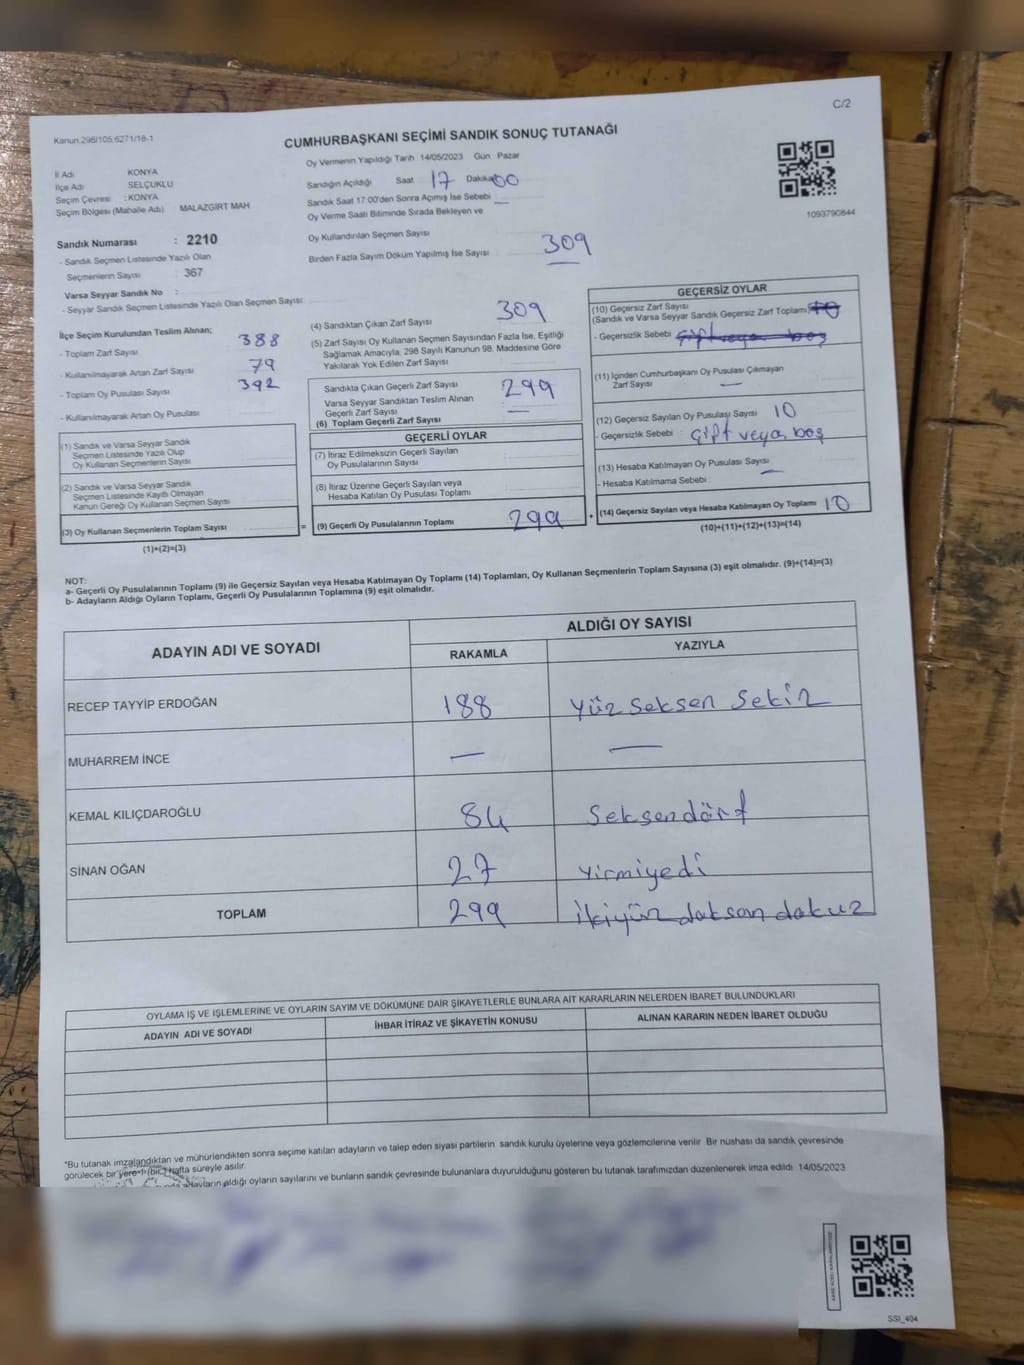 C/2
Kanun.298/105.6271/18-1
CUMHURBAŞKANI SEÇİMİ SANDIK SONUÇ TUTANAĞI
Oy Vermenin Yapıldığı Tarih 14/05/2023 Gün : Pazar
İl Adı KONYA
İlçe Adı SELÇUKLU
Seçim Çevresi : KONYA
Seçim Bölgesi (Mahalle Adı) MALAZGİRT MAH
Sandığın Açıldığı Saat 17 Dakika 00
Sandık Saat 17 00'den Sonra Açımış İse Sebebi
Oy Verme Saati Bitiminde Sırada Bekleyen ve
Oy Kullandırılan Seçmen Sayısı
Birden Fazla Sayım Döküm Yapılmış İse Sayısı 309
1093790844
Sandık Numarası : 2210
- Sandık Seçmen Listesinde Yazılı Olan
Seçmenlerin Sayısı : 367
Varsa Seyyar Sandık No :
- Seyyar Sandık Seçmen Listesinde Yazılı Olan Seçmen Sayısı:
İlçe Seçim Kurulundan Teslim Alınan;
- Toplam Zarf Sayısı 388
- Kullanılmayarak Artan Zarf Sayısı 79
- Toplam Oy Pusulası Sayısı 392
- Kullanılmayarak Artan Oy Pusulası
(1) Sandık ve Varsa Seyyar Sandık
Seçmen Listesinde Yazılı Olup
Oy Kullanan Seçmenlerin Sayısı
(2) Sandık ve Varsa Seyyar Sandık
Seçmen Listesinde Kayıtlı Olmayan
Kanun Gereği Oy Kullanan Seçmen Sayısı
(3) Oy Kullanan Seçmenlerin Toplam Sayısı =
(1)+(2)=(3)
(4) Sandıktan Çıkan Zarf Sayısı 309
(5) Zarf Sayısı Oy Kullanan Seçmen Sayısından Fazla İse, Eşitliği
Sağlamak Amacıyla; 298 Sayılı Kanunun 98. Maddesine Göre
Yakılarak Yok Edilen Zarf Sayısı
Sandıkta Çıkan Geçerli Zarf Sayısı 299
Varsa Seyyar Sandıktan Teslim Alınan
Geçerli Zarf Sayısı —
(6) Toplam Geçerli Zarf Sayısı
GEÇERLİ OYLAR
(7) İtiraz Edilmeksizin Geçerli Sayılan
Oy Pusulalarının Sayısı
(8) İtiraz Üzerine Geçerli Sayılan veya
Hesaba Katılan Oy Pusulası Toplamı
(9) Geçerli Oy Pusulalarının Toplamı 299 +
GEÇERSİZ OYLAR
(10) Geçersiz Zarf Sayısı
(Sandık ve Varsa Seyyar Sandık Geçersiz Zarf Toplamı) 10
- Geçersizlik Sebebi : Çift veya boş
(11) İçinden Cumhurbaşkanı Oy Pusulası Çıkmayan
Zarf Sayısı —
(12) Geçersiz Sayılan Oy Pusulası Sayısı 10
- Geçersizlik Sebebi : Çift veya boş
(13) Hesaba Katılmayan Oy Pusulası Sayısı —
- Hesaba Katılmama Sebebi :
(14) Geçersiz Sayılan veya Hesaba Katılmayan Oy Toplamı 10
(10)+(11)+(12)+(13)=(14)
NOT:
a- Geçerli Oy Pusulalarının Toplamı (9) ile Geçersiz Sayılan veya Hesaba Katılmayan Oy Toplamı (14) Toplamları, Oy Kullanan Seçmenlerin Toplam Sayısına (3) eşit olmalıdır. (9)+(14)=(3)
b- Adayların Aldığı Oyların Toplamı, Geçerli Oy Pusulalarının Toplamına (9) eşit olmalıdır.
ADAYIN ADI VE SOYADI ALDIĞI OY SAYISI
RAKAMLA YAZIYLA
RECEP TAYYİP ERDOĞAN 188 Yüz seksen sekiz
MUHARREM İNCE — —
KEMAL KILIÇDAROĞLU 84 Seksendört
SİNAN OĞAN 27 Yirmiyedi
TOPLAM 299 ikiyüz doksan dokuz
OYLAMA İŞ VE İŞLEMLERİNE VE OYLARIN SAYIM VE DÖKÜMÜNE DAİR ŞİKAYETLERLE BUNLARA AİT KARARLARIN NELERDEN İBARET BULUNDUKLARI
ADAYIN ADI VE SOYADI İHBAR İTİRAZ VE ŞİKAYETİN KONUSU ALINAN KARARIN NEDEN İBARET OLDUĞU
*Bu tutanak imzalandıktan ve mühürlendikten sonra seçime katılan adayların ve talep eden siyasi partilerin sandık kurulu üyelerine veya gözlemcilerine verilir. Bir nüshası da sandık çevresinde
görülecek bir yere 1 (bir) hafta süreyle asılır.
adayların aldığı oyların sayılarını ve bunların sandık çevresinde bulunanlara duyurulduğunu gösteren bu tutanak tarafımızdan düzenlenerek imza edildi. 14/05/2023
SSI_404